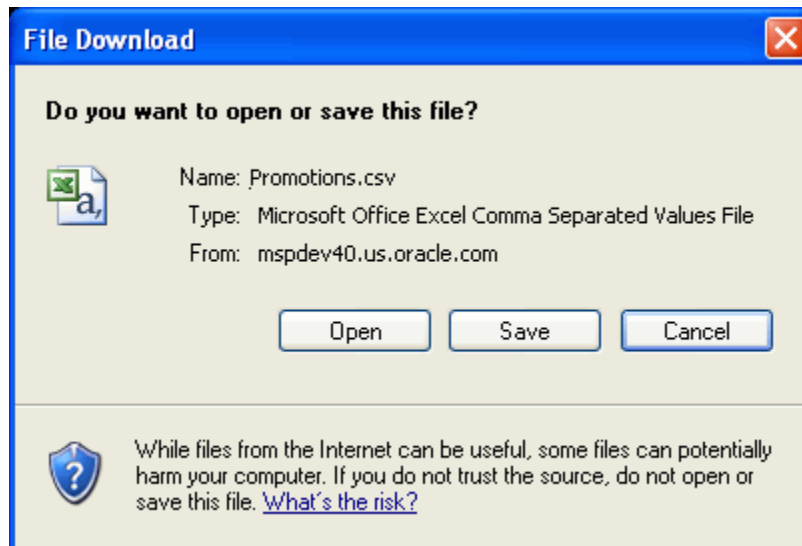 File Download
Do you want to open or save this file?
Name: Promotions.csv
Type: Microsoft Office Excel Comma Separated Values File
From: mspdev40.us.oracle.com
Open Save Cancel
While files from the Internet can be useful, some files can potentially
harm your computer. If you do not trust the source, do not open or
save this file. What's the risk?